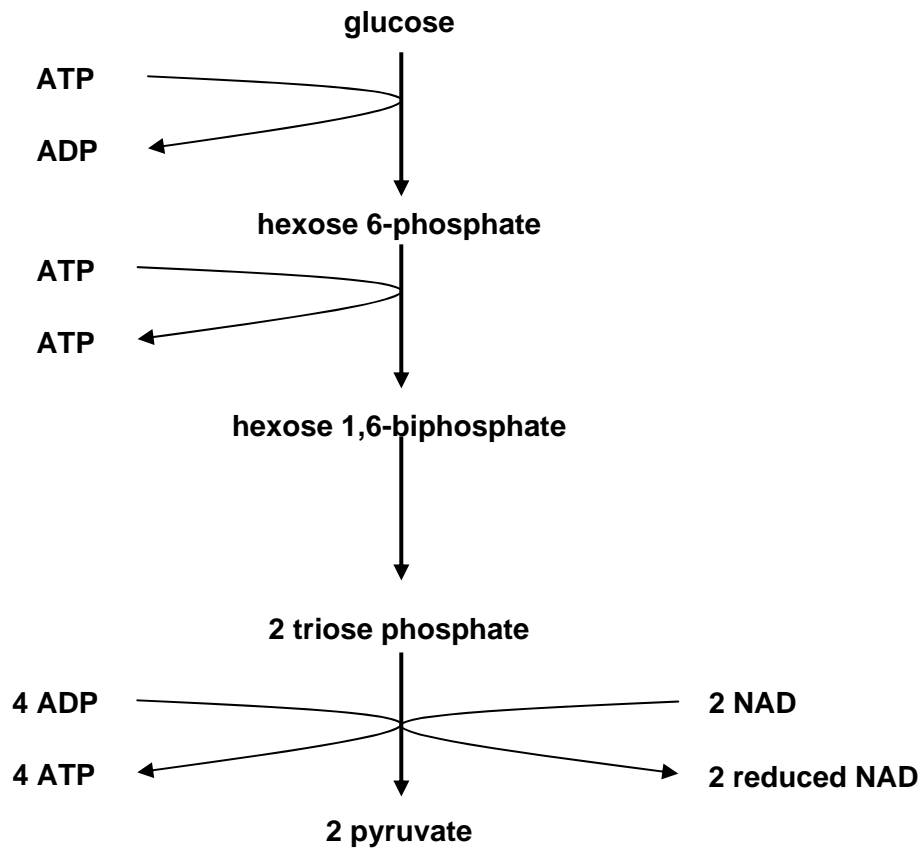 glucose
ATP
ADP
hexose 6-phosphate
ATP
ATP
hexose 1,6-biphosphate
2 triose phosphate
4 ADP
2 NAD
4 ATP
2 reduced NAD
2 pyruvate